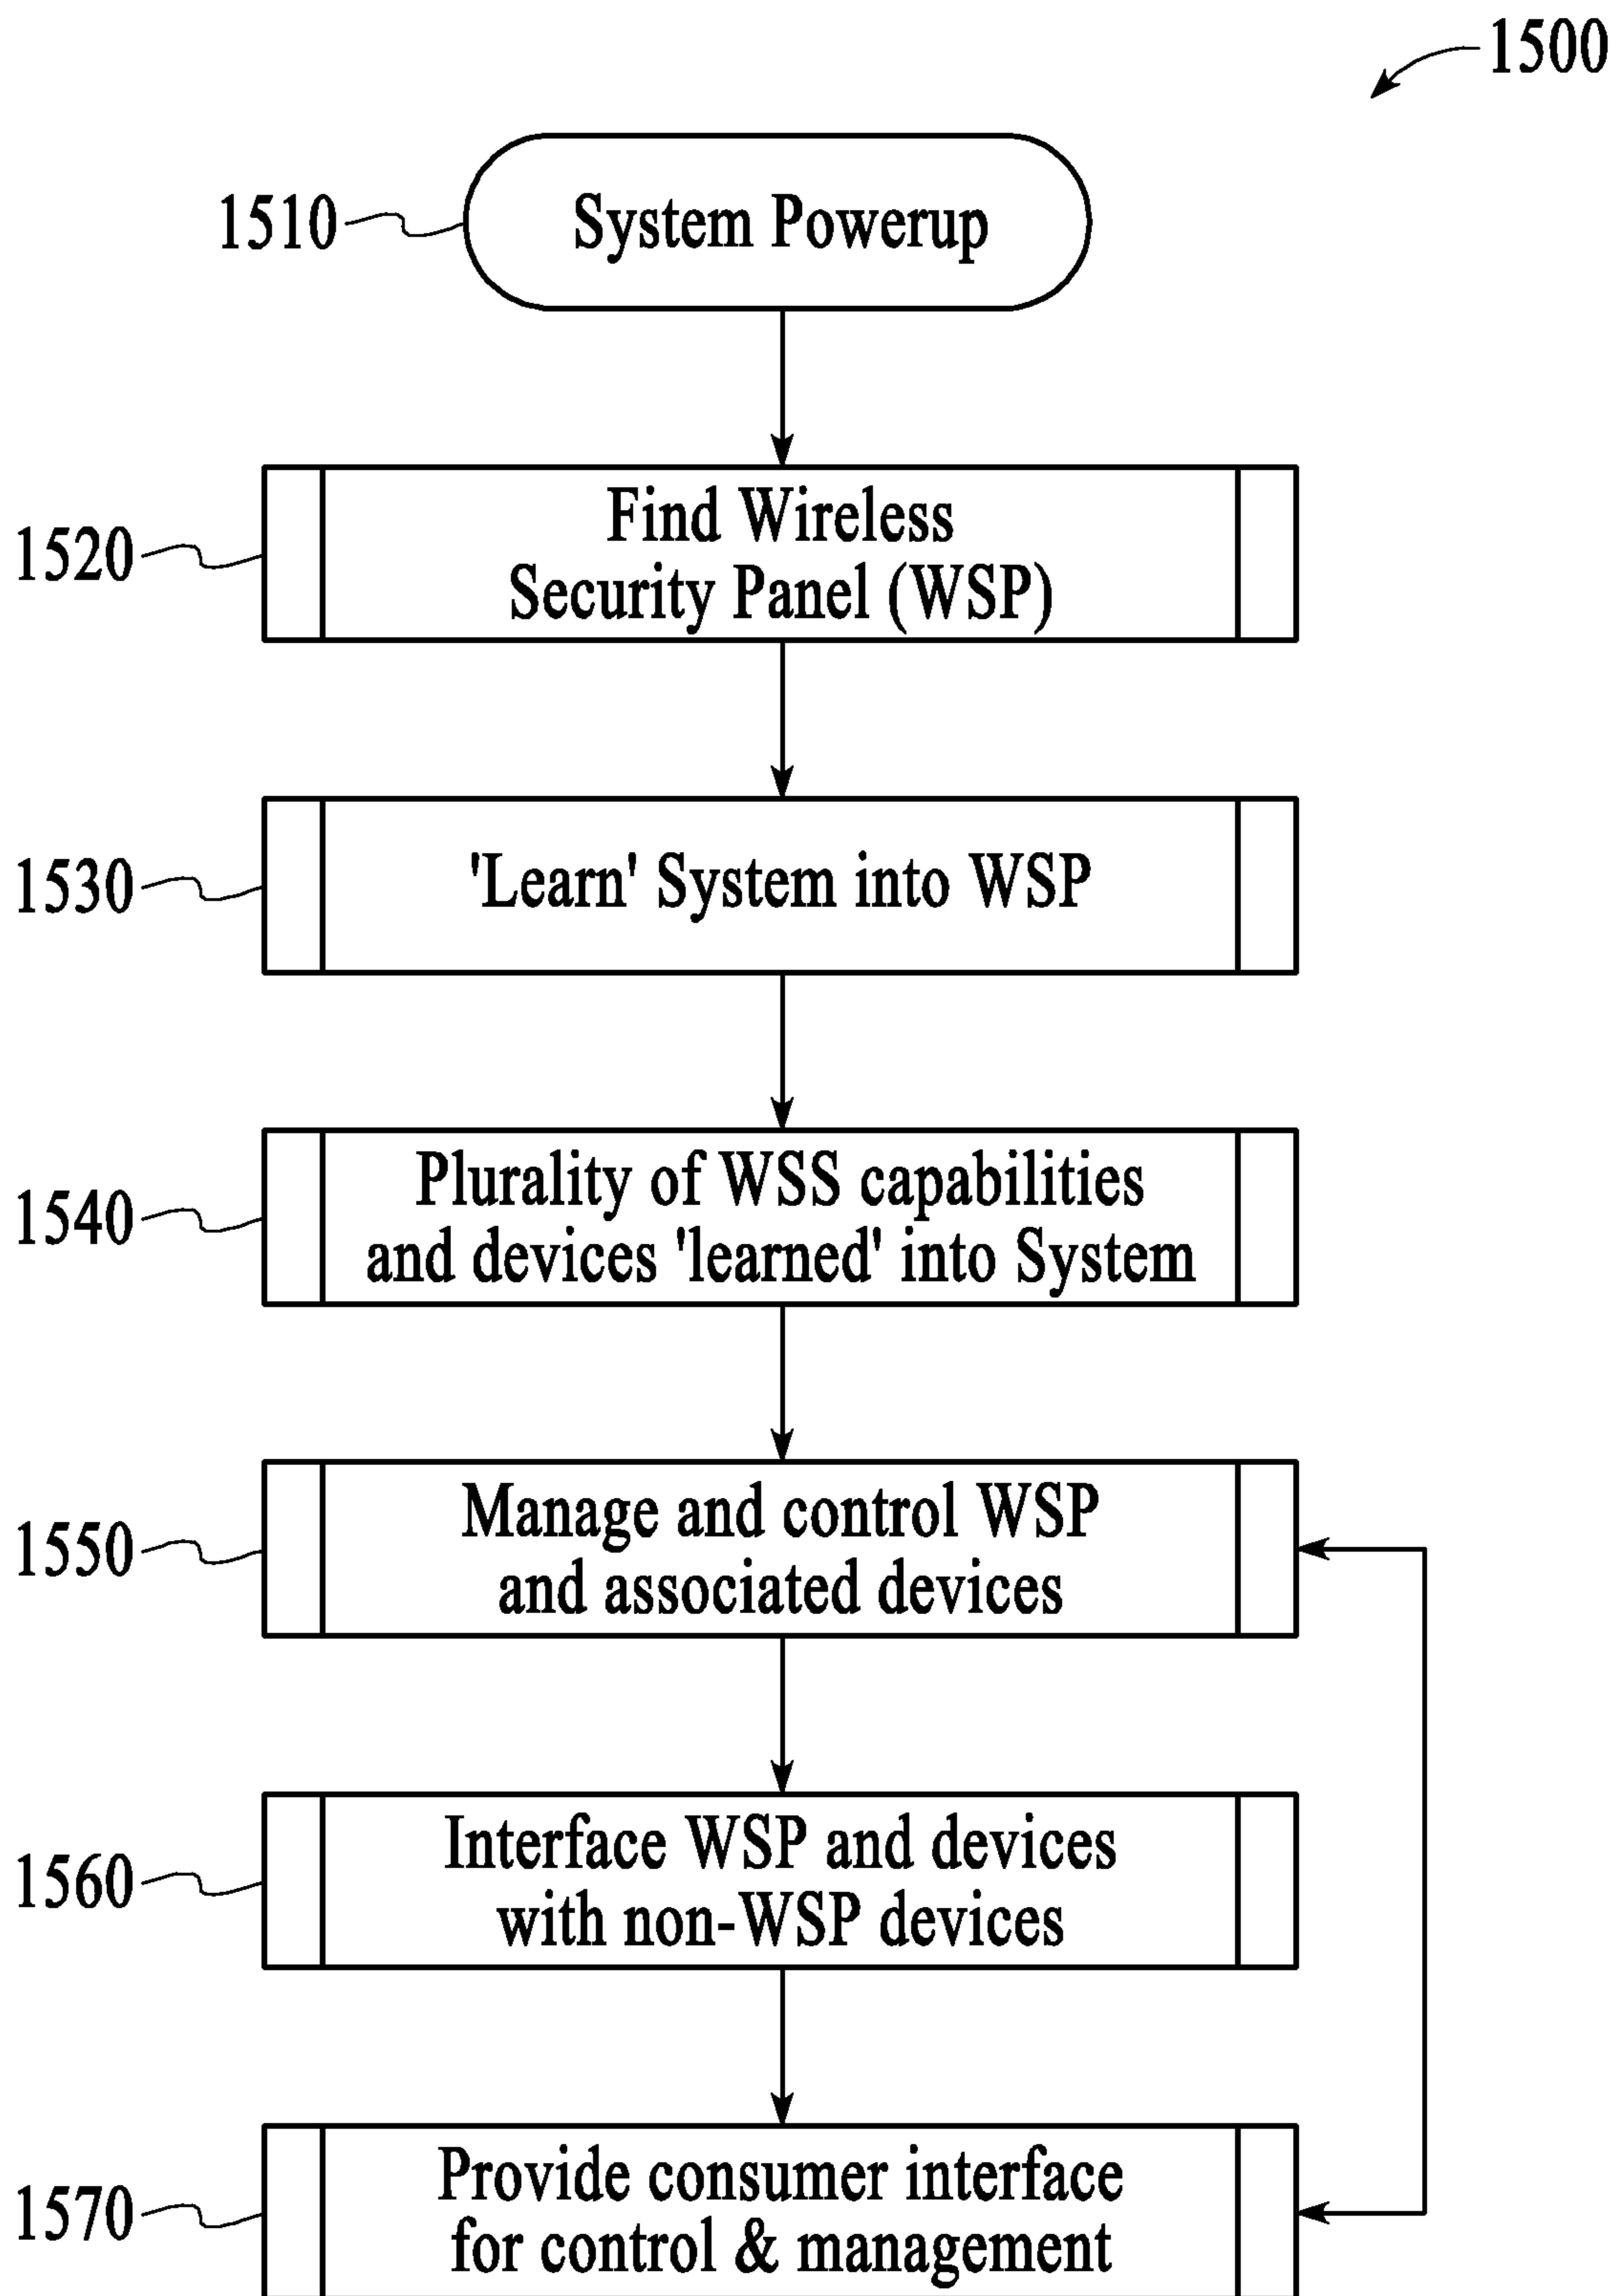 1500
1510
System Powerup
1520
Find Wireless
Security Panel (WSP)
1530
'Learn' System into WSP
1540
Plurality of WSS capabilities
and devices 'learned' into System
1550
Manage and control WSP
and associated devices
1560
Interface WSP and devices
with non-WSP devices
1570
Provide consumer interface
for control & management